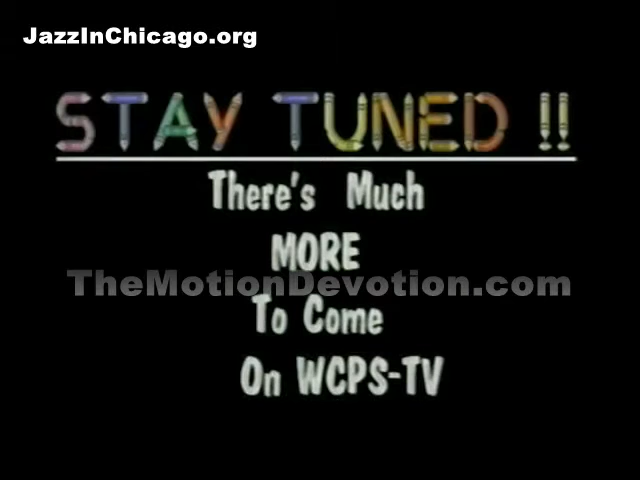 JazzInChicago.org
STAY TUNED !!
There's Much
MORE
TheMotionDevotion.com
To Come
On WCPS-TV